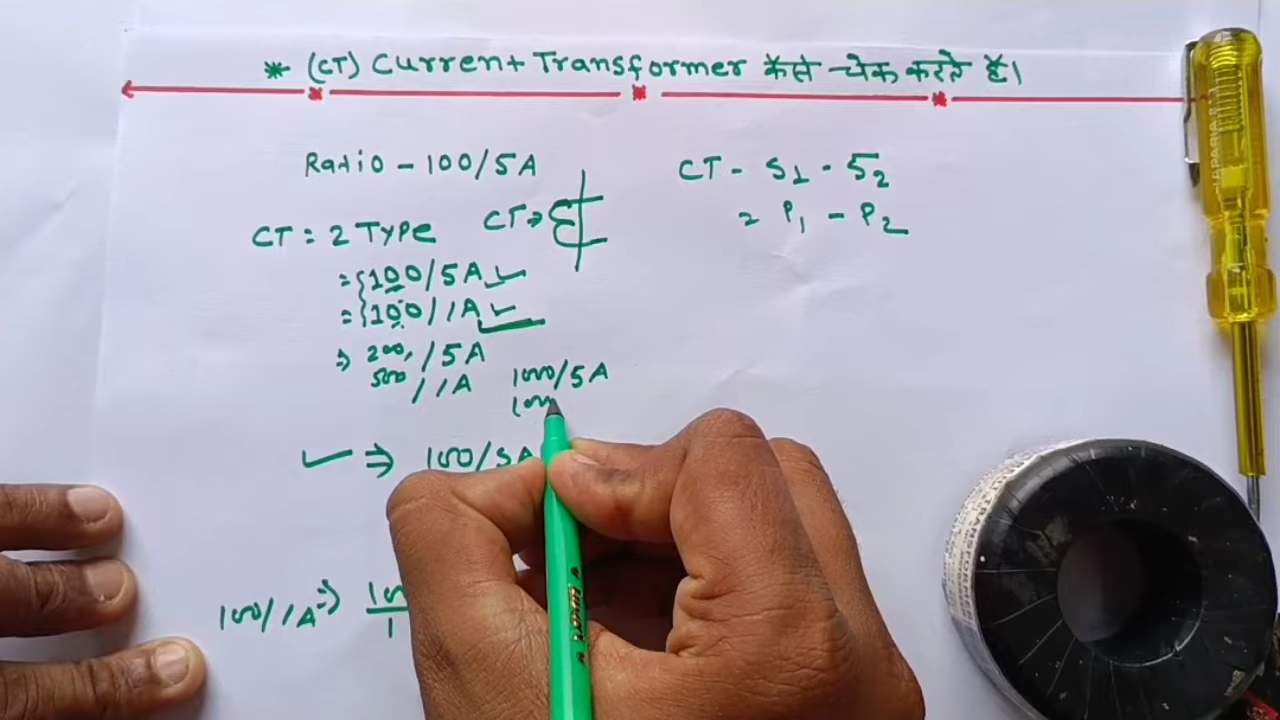 * (CT) Current Transformer कैसे चेक करते हैं।
Ratio - 100/5A
CT - S1 - S2
= P1 - P2
CT = 2 TYPE
CT →
= {100/5A ✓
= {100/1A ✓
⇒ 200, /5A
500 /1A
1000/5A
✓ ⇒ 100/5A
100/1A ⇒